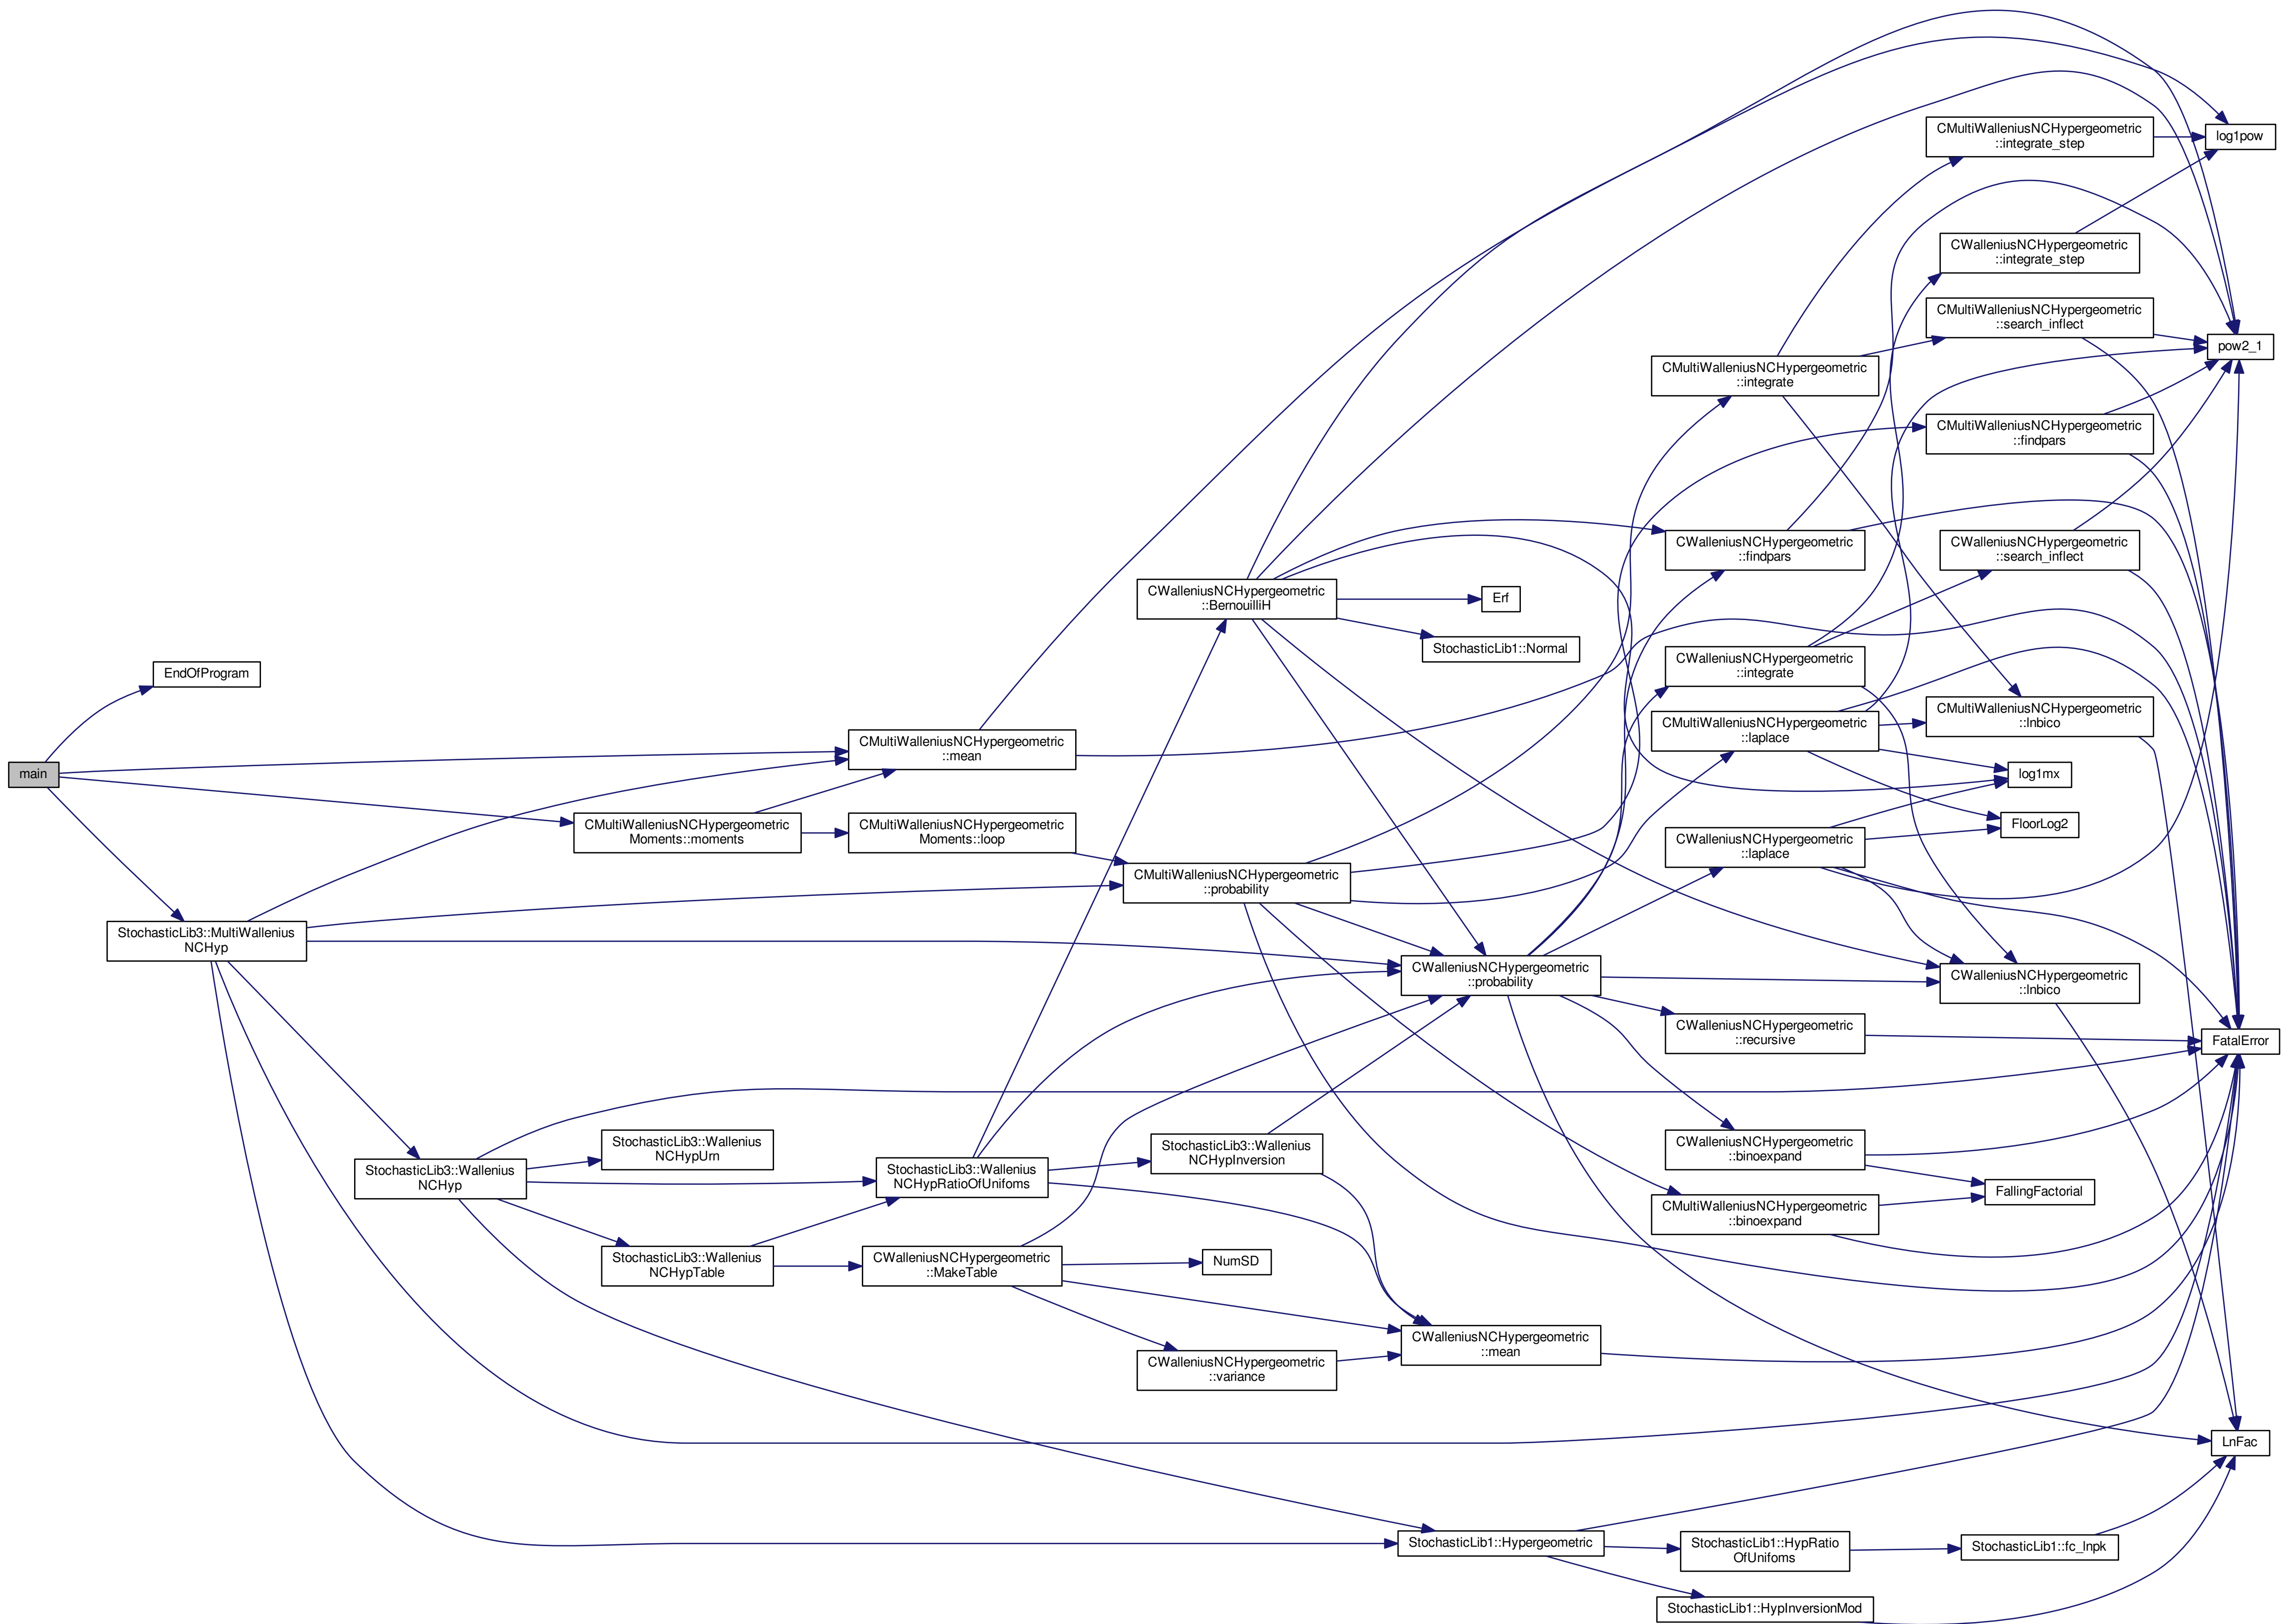 main
EndOfProgram
StochasticLib3::MultiWallenius
NCHyp
CMultiWalleniusNCHypergeometric
Moments::moments
StochasticLib3::Wallenius
NCHyp
StochasticLib3::Wallenius
NCHypUrn
StochasticLib3::Wallenius
NCHypTable
CMultiWalleniusNCHypergeometric
::mean
CMultiWalleniusNCHypergeometric
Moments::loop
StochasticLib3::Wallenius
NCHypRatioOfUnifoms
CWalleniusNCHypergeometric
::MakeTable
CWalleniusNCHypergeometric
::BernouilliH
CMultiWalleniusNCHypergeometric
::probability
StochasticLib3::Wallenius
NCHypInversion
NumSD
CWalleniusNCHypergeometric
::variance
Erf
StochasticLib1::Normal
CWalleniusNCHypergeometric
::probability
CWalleniusNCHypergeometric
::mean
StochasticLib1::Hypergeometric
CMultiWalleniusNCHypergeometric
::integrate
CWalleniusNCHypergeometric
::findpars
CWalleniusNCHypergeometric
::integrate
CMultiWalleniusNCHypergeometric
::laplace
CWalleniusNCHypergeometric
::laplace
CWalleniusNCHypergeometric
::recursive
CWalleniusNCHypergeometric
::binoexpand
CMultiWalleniusNCHypergeometric
::binoexpand
StochasticLib1::HypRatio
OfUnifoms
StochasticLib1::HypInversionMod
CMultiWalleniusNCHypergeometric
::integrate_step
CWalleniusNCHypergeometric
::integrate_step
CMultiWalleniusNCHypergeometric
::search_inflect
CMultiWalleniusNCHypergeometric
::findpars
CWalleniusNCHypergeometric
::search_inflect
CMultiWalleniusNCHypergeometric
::lnbico
log1mx
FloorLog2
CWalleniusNCHypergeometric
::lnbico
FallingFactorial
StochasticLib1::fc_lnpk
log1pow
pow2_1
FatalError
LnFac